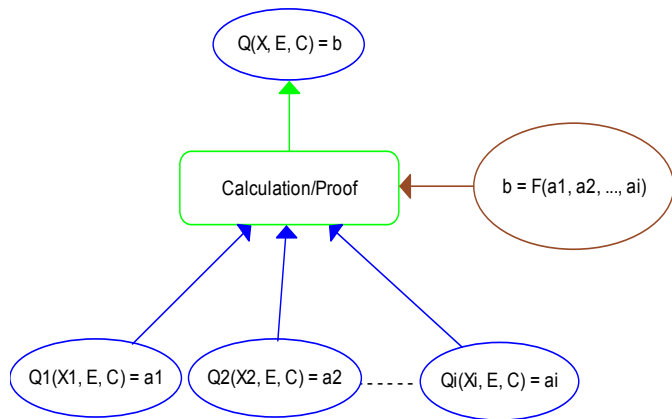 Q(X, E, C) = b
Calculation/Proof
b = F(a1, a2, ..., ai)
Q1(X1, E, C) = a1
Q2(X2, E, C) = a2
Qi(Xi, E, C) = ai